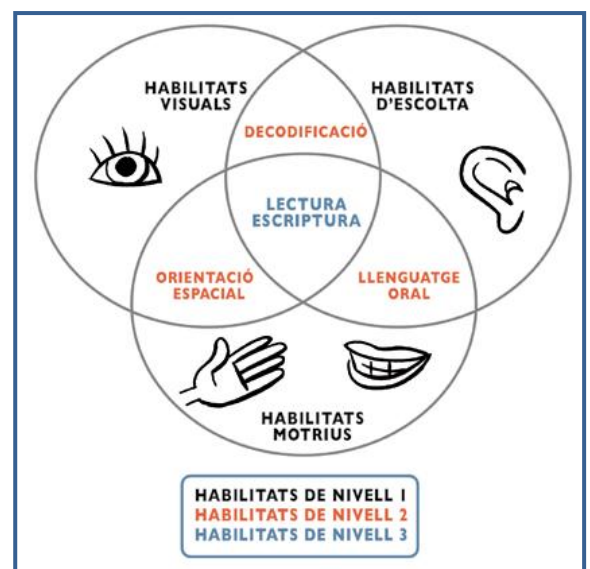 HABILITATS
VISUALS
HABILITATS
D'ESCOLTA
DECODIFICACIÓ
LECTURA
ESCRIPTURA
ORIENTACIÓ
ESPACIAL
LLENGUATGE
ORAL
HABILITATS
MOTRIUS
HABILITATS DE NIVELL 1
HABILITATS DE NIVELL 2
HABILITATS DE NIVELL 3